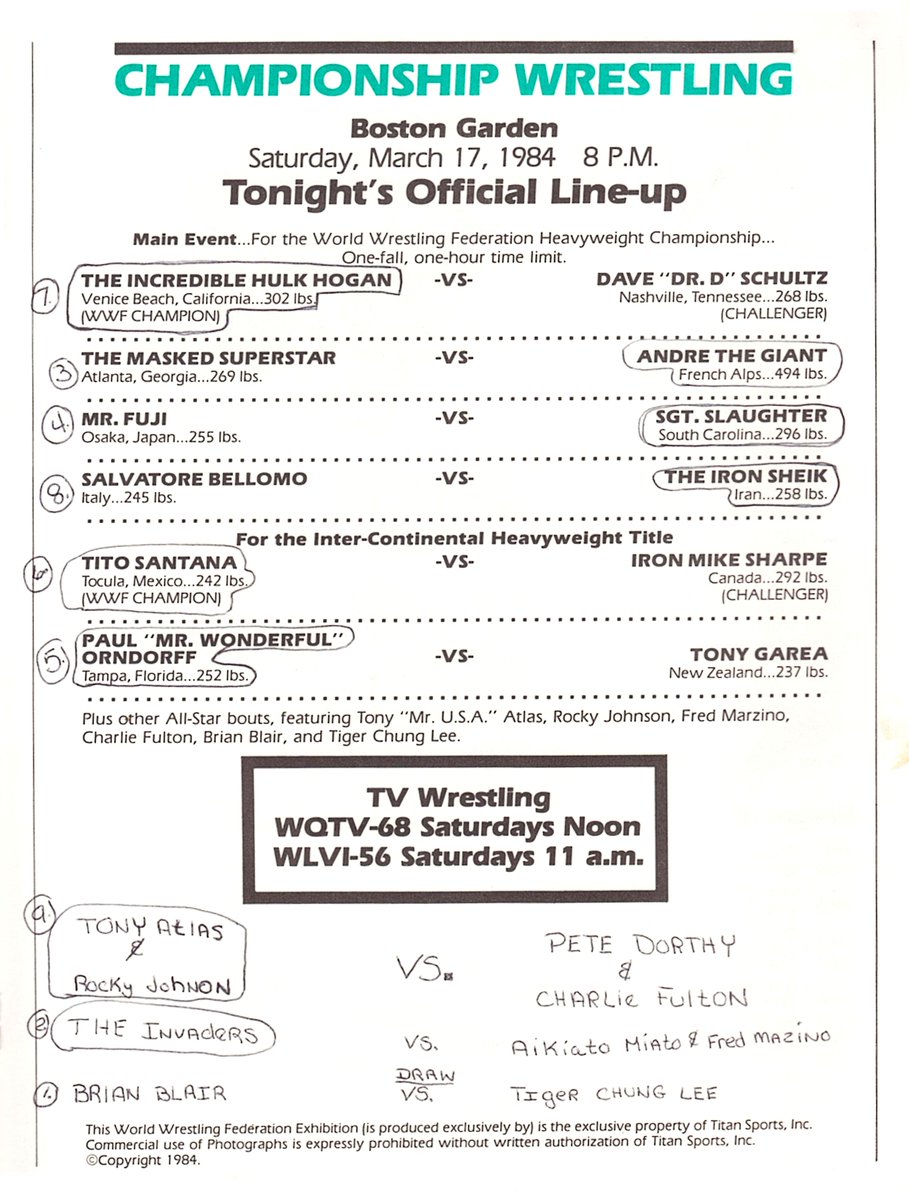 CHAMPIONSHIP WRESTLING
Boston Garden
Saturday, March 17, 1984 8 P.M.
Tonight's Official Line-up
Main Event...For the World Wrestling Federation Heavyweight Championship...
One-fall, one-hour time limit.
7. THE INCREDIBLE HULK HOGAN -VS- DAVE "DR. D" SCHULTZ
Venice Beach, California...302 lbs. Nashville, Tennessee...268 lbs.
(WWF CHAMPION) (CHALLENGER)
3 THE MASKED SUPERSTAR -VS- ANDRE THE GIANT
Atlanta, Georgia...269 lbs. French Alps...494 lbs.
4. MR. FUJI -VS- SGT. SLAUGHTER
Osaka, Japan...255 lbs. South Carolina...296 lbs.
8. SALVATORE BELLOMO -VS- THE IRON SHEIK
Italy...245 lbs. Iran...258 lbs.
For the Inter-Continental Heavyweight Title
6. TITO SANTANA -VS- IRON MIKE SHARPE
Tocula, Mexico...242 lbs. Canada...292 lbs.
(WWF CHAMPION) (CHALLENGER)
PAUL "MR. WONDERFUL"
5. ORNDORFF -VS- TONY GAREA
Tampa, Florida...252 lbs. New Zealand...237 lbs.
Plus other All-Star bouts, featuring Tony "Mr. U.S.A." Atlas, Rocky Johnson, Fred Marzino,
Charlie Fulton, Brian Blair, and Tiger Chung Lee.
TV Wrestling
WQTV-68 Saturdays Noon
WLVI-56 Saturdays 11 a.m.
9. TONY AtlAS
& VS. PETE DORTHY
Rocky JohNON &
CHARLie FultON
2. THE INVAdeRS VS. AiKiato MiAto & Fred MAZiNO
DRAW
1. BRIAN BLAIR VS. TIgeR CHUNG LEE
This World Wrestling Federation Exhibition (is produced exclusively by) is the exclusive property of Titan Sports, Inc.
Commercial use of Photographs is expressly prohibited without written authorization of Titan Sports, Inc.
©Copyright 1984.